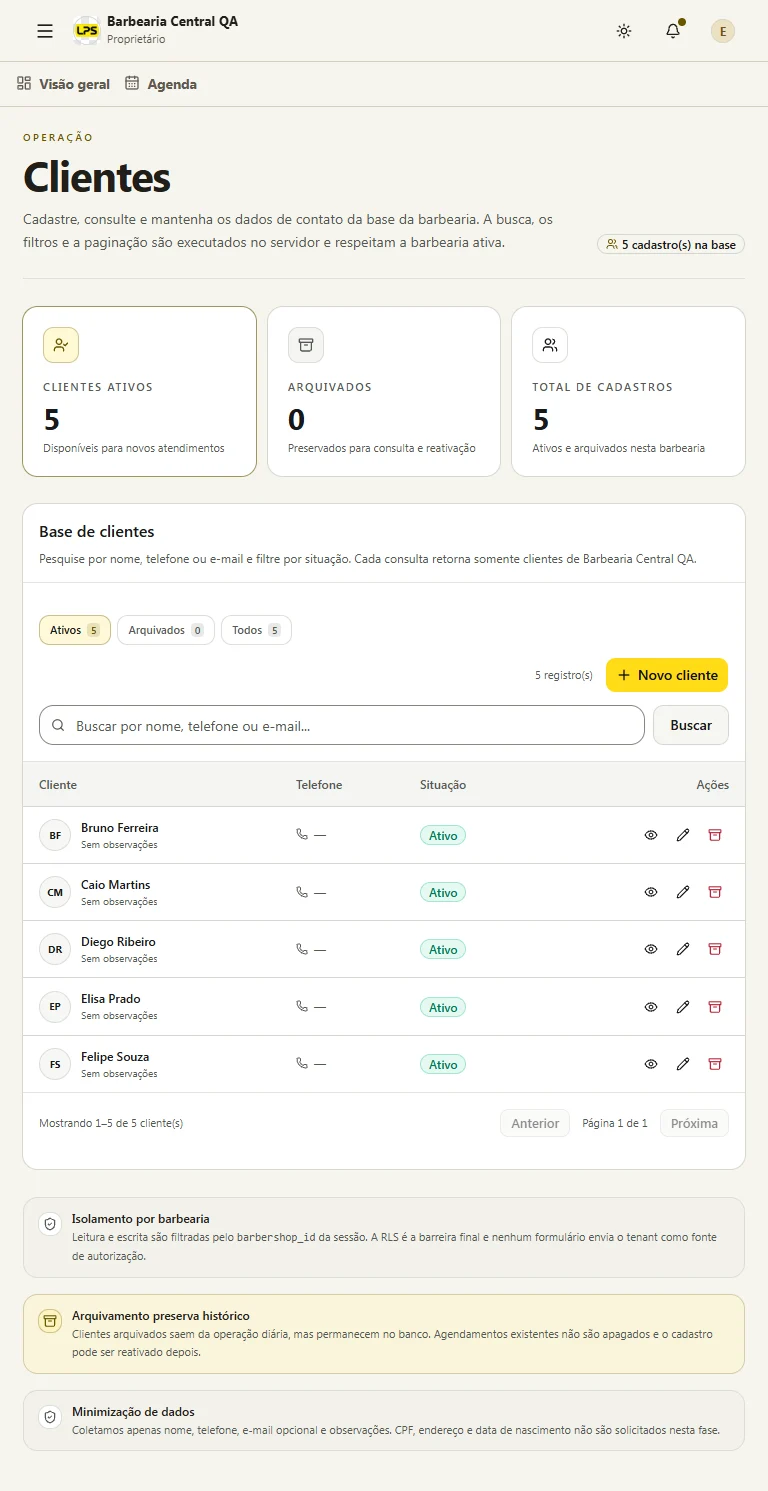 LPS
Barbearia Central QA
Proprietário
E
Visão geral
Agenda
OPERAÇÃO
Clientes
Cadastre, consulte e mantenha os dados de contato da base da barbearia. A busca, os
filtros e a paginação são executados no servidor e respeitam a barbearia ativa.
5 cadastro(s) na base
CLIENTES ATIVOS
5
Disponíveis para novos atendimentos
ARQUIVADOS
0
Preservados para consulta e reativação
TOTAL DE CADASTROS
5
Ativos e arquivados nesta barbearia
Base de clientes
Pesquise por nome, telefone ou e-mail e filtre por situação. Cada consulta retorna somente clientes de Barbearia Central QA.
Ativos 5
Arquivados 0
Todos 5
5 registro(s)
+ Novo cliente
Buscar por nome, telefone ou e-mail...
Buscar
Cliente Telefone Situação Ações
BF Bruno Ferreira — Ativo
Sem observações
CM Caio Martins — Ativo
Sem observações
DR Diego Ribeiro — Ativo
Sem observações
EP Elisa Prado — Ativo
Sem observações
FS Felipe Souza — Ativo
Sem observações
Mostrando 1–5 de 5 cliente(s)
Anterior
Página 1 de 1
Próxima
Isolamento por barbearia
Leitura e escrita são filtradas pelo barbershop_id da sessão. A RLS é a barreira final e nenhum formulário envia o tenant como fonte
de autorização.
Arquivamento preserva histórico
Clientes arquivados saem da operação diária, mas permanecem no banco. Agendamentos existentes não são apagados e o cadastro
pode ser reativado depois.
Minimização de dados
Coletamos apenas nome, telefone, e-mail opcional e observações. CPF, endereço e data de nascimento não são solicitados nesta fase.